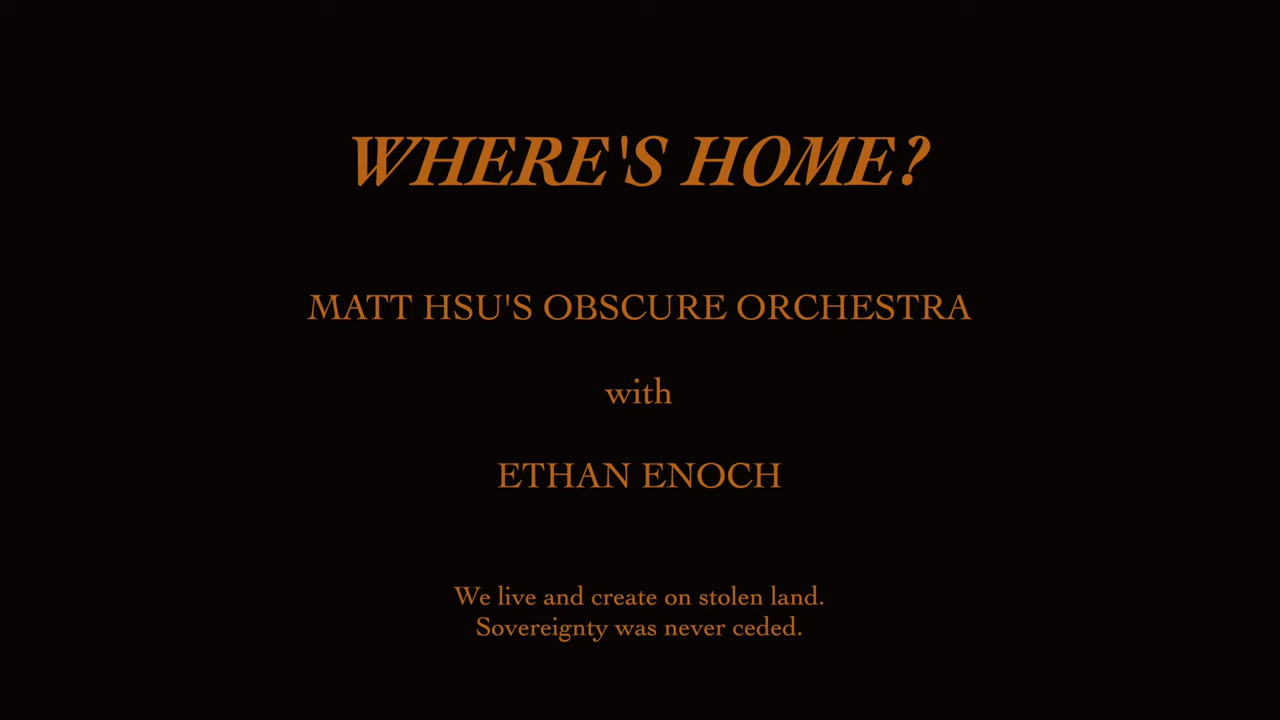 WHERE'S HOME?
MATT HSU'S OBSCURE ORCHESTRA
with
ETHAN ENOCH
We live and create on stolen land.
Sovereignty was never ceded.